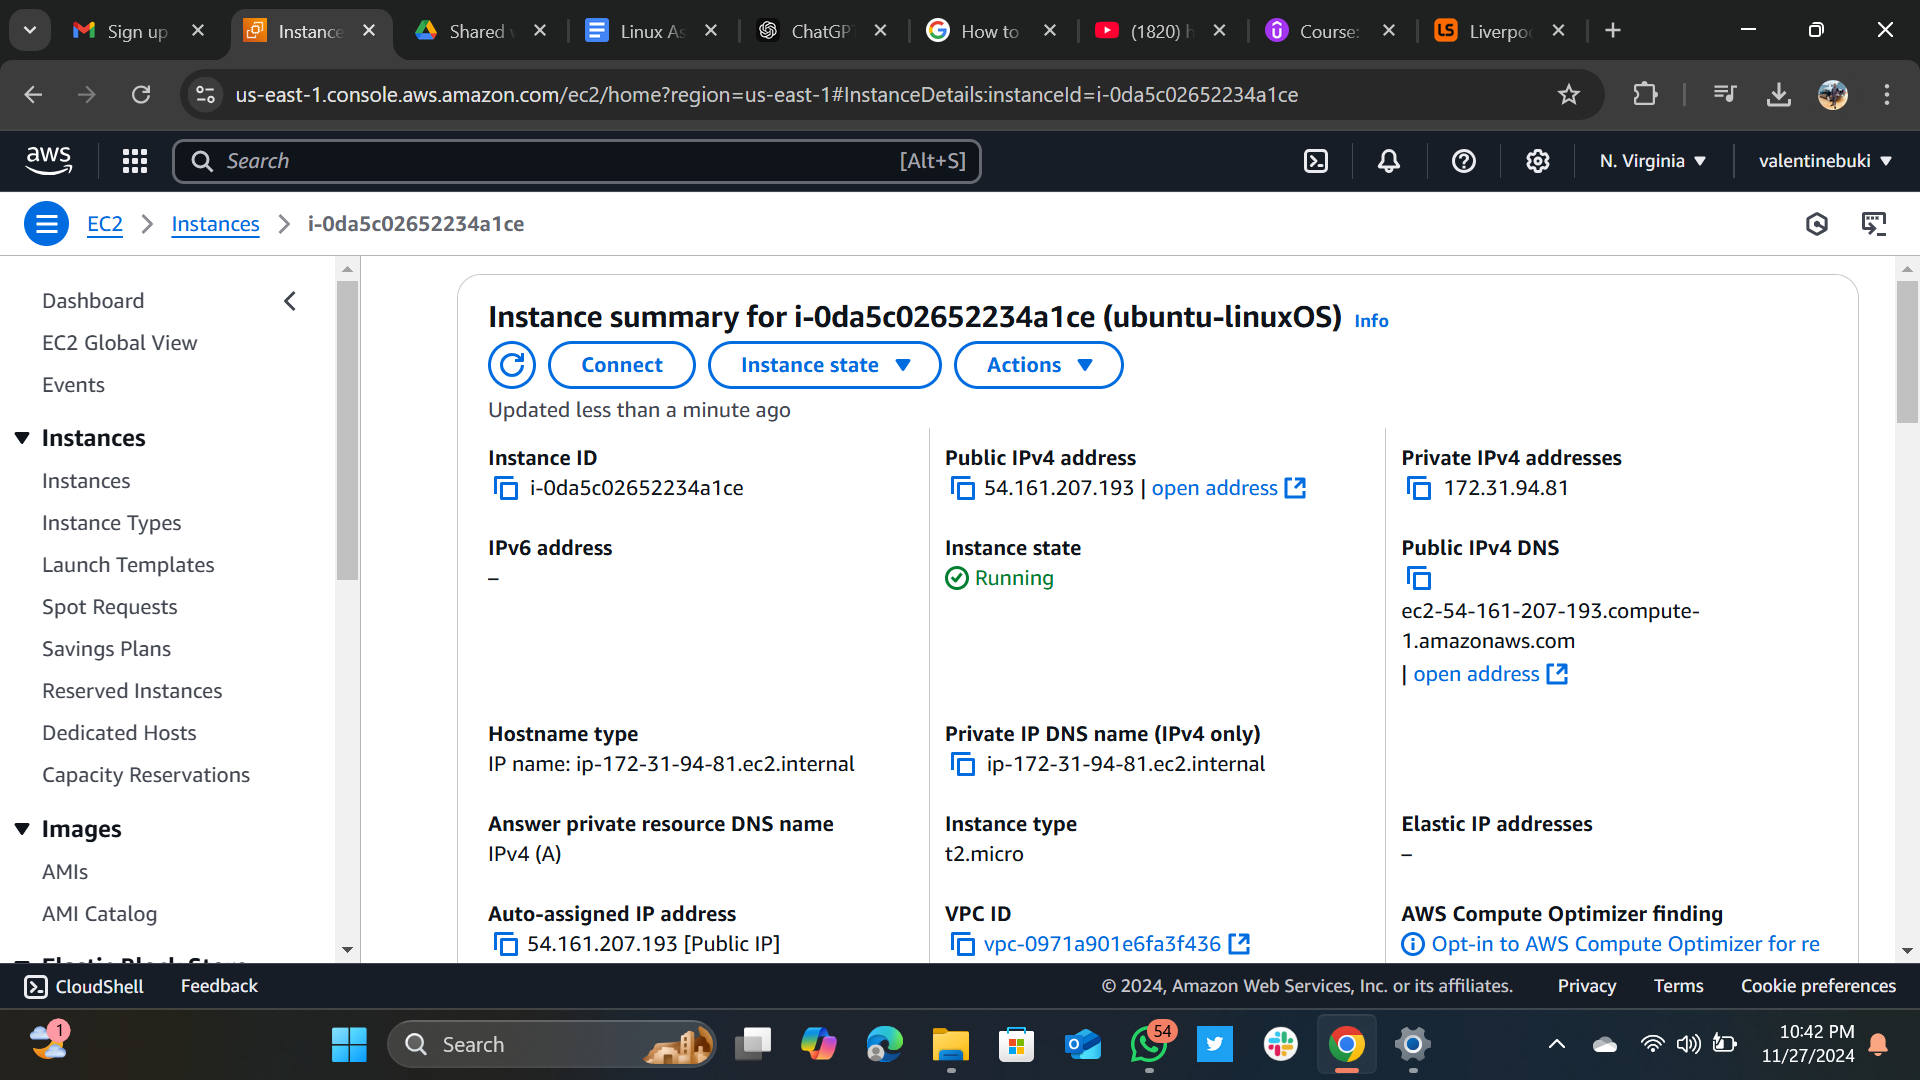 Sign up
Instance
Shared
Linux As
ChatGP
How to
(1820) h
Course:
Liverpo
us-east-1.console.aws.amazon.com/ec2/home?region=us-east-1#InstanceDetails:instanceId=i-0da5c02652234a1ce
aws
Search
[Alt+S]
N. Virginia
valentinebuki
EC2
Instances
i-0da5c02652234a1ce
Dashboard
EC2 Global View
Events
Instances
Instances
Instance Types
Launch Templates
Spot Requests
Savings Plans
Reserved Instances
Dedicated Hosts
Capacity Reservations
Images
AMIs
AMI Catalog
Elastic Block Store
Instance summary for i-0da5c02652234a1ce (ubuntu-linuxOS) Info
Connect
Instance state
Actions
Updated less than a minute ago
Instance ID
i-0da5c02652234a1ce
Public IPv4 address
54.161.207.193 | open address
Private IPv4 addresses
172.31.94.81
IPv6 address
–
Instance state
Running
Public IPv4 DNS
ec2-54-161-207-193.compute-
1.amazonaws.com
| open address
Hostname type
IP name: ip-172-31-94-81.ec2.internal
Private IP DNS name (IPv4 only)
ip-172-31-94-81.ec2.internal
Answer private resource DNS name
IPv4 (A)
Instance type
t2.micro
Elastic IP addresses
–
Auto-assigned IP address
54.161.207.193 [Public IP]
VPC ID
vpc-0971a901e6fa3f436
AWS Compute Optimizer finding
Opt-in to AWS Compute Optimizer for re
CloudShell
Feedback
© 2024, Amazon Web Services, Inc. or its affiliates.
Privacy
Terms
Cookie preferences
1
Search
54
10:42 PM
11/27/2024